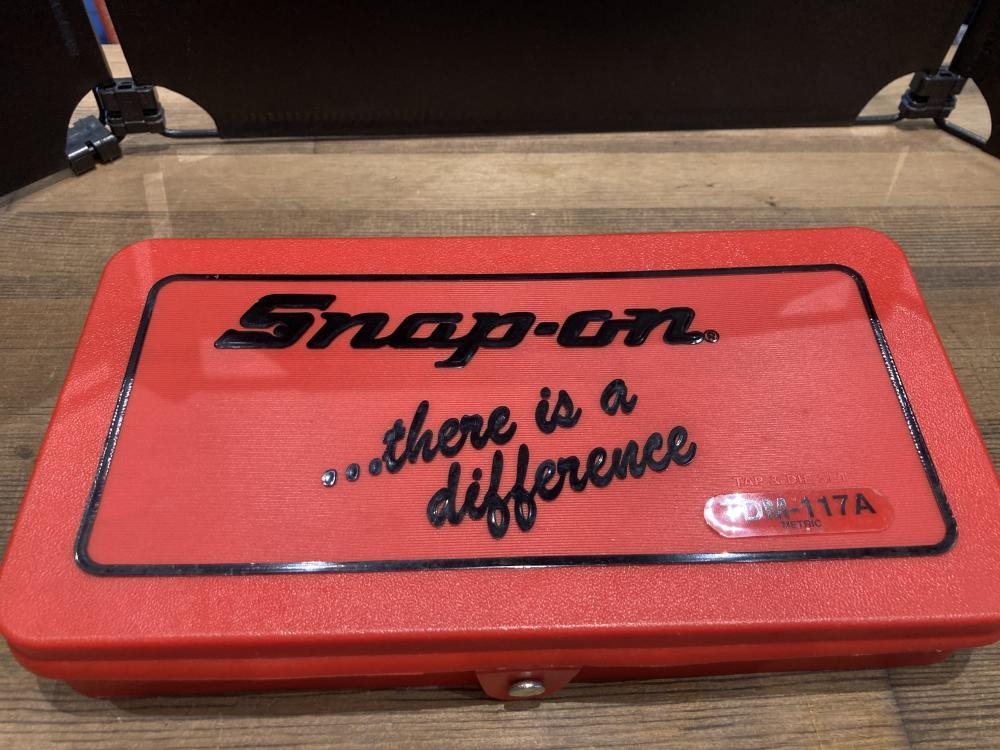 Snap-on®
...there is a
difference
TAP & DIE SET
TDM-117A
METRIC